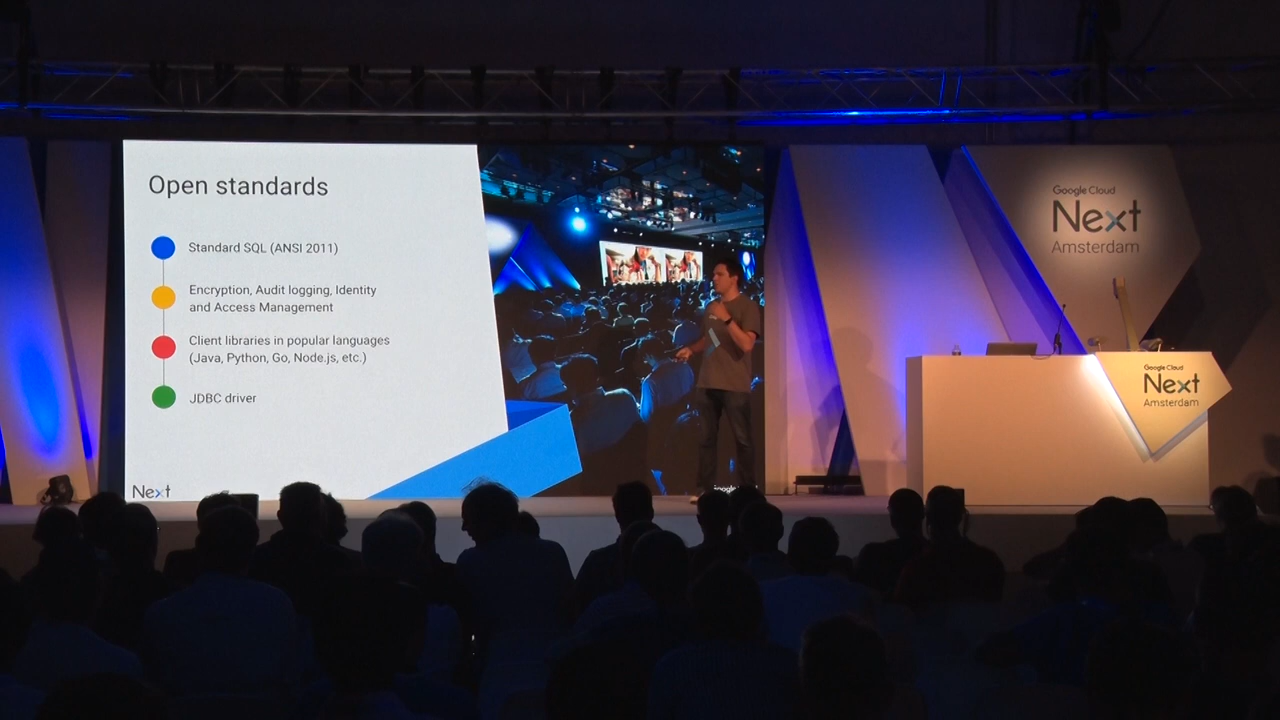 Open standards
Standard SQL (ANSI 2011)
Encryption, Audit logging, Identity
and Access Management
Client libraries in popular languages
(Java, Python, Go, Node.js, etc.)
JDBC driver
Next
Google Cloud
Next
Amsterdam
Google Cloud
Next
Amsterdam